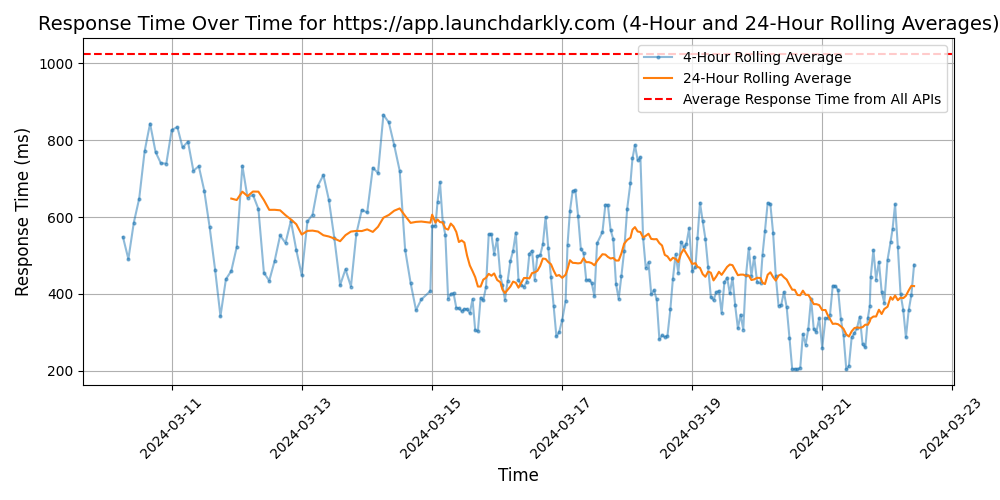 Response Time Over Time for https://app.launchdarkly.com (4-Hour and 24-Hour Rolling Averages)
4-Hour Rolling Average
24-Hour Rolling Average
Average Response Time from All APIs
Response Time (ms)
1000
800
600
400
200
2024-03-11
2024-03-13
2024-03-15
2024-03-17
2024-03-19
2024-03-21
2024-03-23
Time